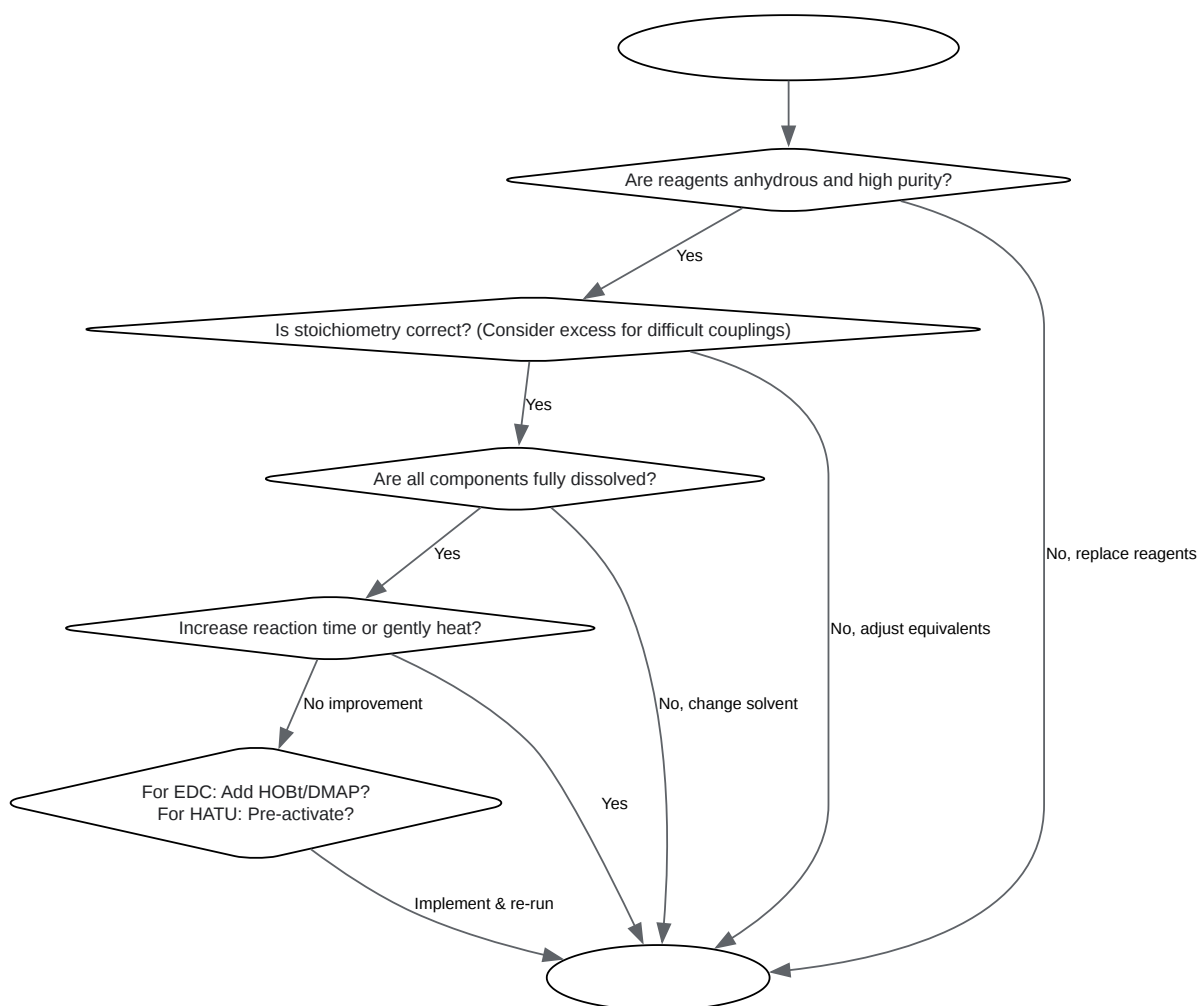 Are reagents anhydrous and high purity?
Yes
Is stoichiometry correct? (Consider excess for difficult couplings)
Yes
Are all components fully dissolved?
Yes
No, replace reagents
Increase reaction time or gently heat?
No, adjust equivalents
No improvement
No, change solvent
For EDC: Add HOBt/DMAP?
For HATU: Pre-activate?
Yes
Implement & re-run